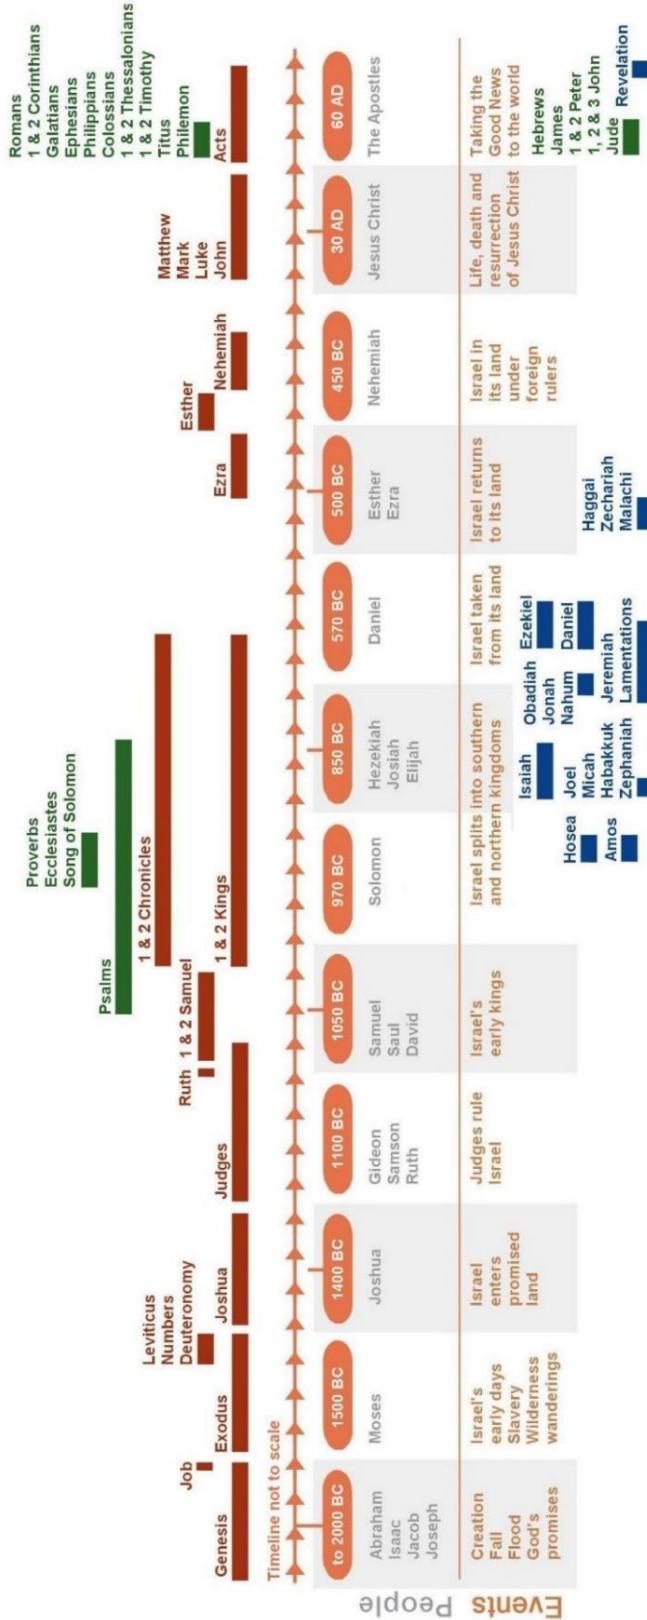 Proverbs
Ecclesiastes
Song of Solomon
Psalms
1 & 2 Chronicles
Romans
1 & 2 Corinthians
Galatians
Ephesians
Philippians
Colossians
1 & 2 Thessalonians
1 & 2 Timothy
Titus
Philemon
Leviticus
Numbers
Deuteronomy
Job
Ruth
1 & 2 Samuel
Esther
Matthew
Mark
Luke
John
Genesis
Exodus
Joshua
Judges
1 & 2 Kings
Ezra
Nehemiah
Acts
Timeline not to scale
to 2000 BC
1500 BC
1400 BC
1100 BC
1050 BC
970 BC
850 BC
570 BC
500 BC
450 BC
30 AD
60 AD
People
Abraham
Isaac
Jacob
Joseph
Moses
Joshua
Gideon
Samson
Ruth
Samuel
Saul
David
Solomon
Hezekiah
Josiah
Elijah
Daniel
Esther
Ezra
Nehemiah
Jesus Christ
The Apostles
Events
Creation
Fall
Flood
God's
promises
Israel's
early days
Slavery
Wilderness
wanderings
Israel
enters
promised
land
Judges rule
Israel
Israel's
early kings
Israel splits into southern
and northern kingdoms
Israel taken
from its land
Israel returns
to its land
Israel in
its land
under
foreign
rulers
Life, death and
resurrection
of Jesus Christ
Taking the
Good News
to the world
Hosea
Amos
Isaiah
Joel
Micah
Habakkuk
Zephaniah
Obadiah
Jonah
Nahum
Jeremiah
Lamentations
Ezekiel
Daniel
Haggai
Zechariah
Malachi
Hebrews
James
1 & 2 Peter
1, 2 & 3 John
Jude
Revelation